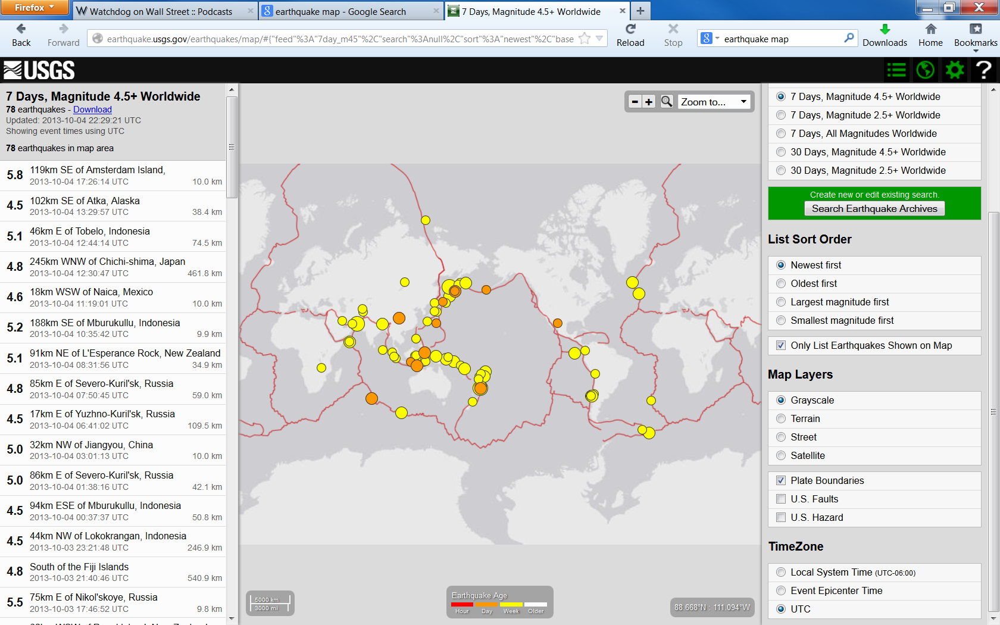 Firefox
Watchdog on Wall Street :: Podcasts
earthquake map - Google Search
7 Days, Magnitude 4.5+ Worldwide
Back
Forward
earthquake.usgs.gov/earthquakes/map/#{"feed"%3A"7day_m45"%2C"search"%3Anull%2C"sort"%3A"newest"%2C"base
Reload
Stop
earthquake map
Downloads
Home
Bookmarks
USGS
7 Days, Magnitude 4.5+ Worldwide
78 earthquakes - Download
Updated: 2013-10-04 22:29:21 UTC
Showing event times using UTC
78 earthquakes in map area
5.8
119km SE of Amsterdam Island,
2013-10-04 17:26:14 UTC
10.0 km
4.5
102km SE of Atka, Alaska
2013-10-04 13:29:57 UTC
38.4 km
5.1
46km E of Tobelo, Indonesia
2013-10-04 12:44:14 UTC
74.5 km
4.8
245km WNW of Chichi-shima, Japan
2013-10-04 12:30:47 UTC
461.8 km
4.6
18km WSW of Naica, Mexico
2013-10-04 11:19:01 UTC
10.0 km
5.2
188km SE of Mburukullu, Indonesia
2013-10-04 10:35:42 UTC
9.9 km
5.1
91km NE of L'Esperance Rock, New Zealand
2013-10-04 08:31:56 UTC
34.9 km
4.8
85km E of Severo-Kuril'sk, Russia
2013-10-04 07:50:45 UTC
59.0 km
4.5
17km E of Yuzhno-Kuril'sk, Russia
2013-10-04 06:41:02 UTC
109.5 km
5.0
32km NW of Jiangyou, China
2013-10-04 03:01:13 UTC
10.0 km
5.0
86km E of Severo-Kuril'sk, Russia
2013-10-04 01:38:16 UTC
42.1 km
4.5
94km ESE of Mburukullu, Indonesia
2013-10-04 00:37:37 UTC
50.8 km
4.5
44km NW of Lokokrangan, Indonesia
2013-10-03 23:21:48 UTC
246.9 km
4.8
South of the Fiji Islands
2013-10-03 21:40:46 UTC
540.9 km
5.5
75km E of Nikol'skoye, Russia
2013-10-03 17:46:52 UTC
9.8 km
Zoom to...
5000 km
3000 mi
Earthquake Age
Hour
Day
Week
Older
88.668°N : 111.094°W
7 Days, Magnitude 4.5+ Worldwide
7 Days, Magnitude 2.5+ Worldwide
7 Days, All Magnitudes Worldwide
30 Days, Magnitude 4.5+ Worldwide
30 Days, Magnitude 2.5+ Worldwide
Create new or edit existing search.
Search Earthquake Archives
List Sort Order
Newest first
Oldest first
Largest magnitude first
Smallest magnitude first
Only List Earthquakes Shown on Map
Map Layers
Grayscale
Terrain
Street
Satellite
Plate Boundaries
U.S. Faults
U.S. Hazard
TimeZone
Local System Time (UTC-06:00)
Event Epicenter Time
UTC